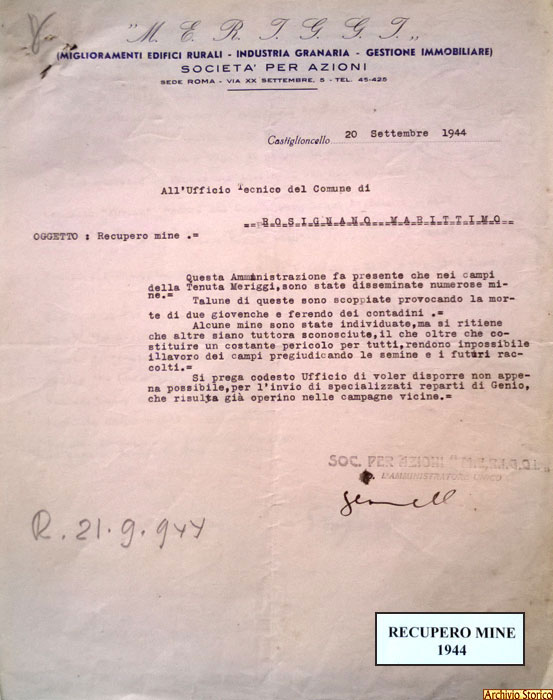 "M. E. R. I. G. G. I."
(MIGLIORAMENTI EDIFICI RURALI - INDUSTRIA GRANARIA - GESTIONE IMMOBILIARE)
SOCIETA' PER AZIONI
SEDE ROMA - VIA XX SETTEMBRE, 5 - TEL. 45-425
Castiglioncello 20 Settembre 1944
All'Ufficio Tecnico del Comune di
ROSIGNANO MARITTIMO
OGGETTO : Recupero mine .=
Questa Amministrazione fa presente che nei campi
della Tenuta Meriggi,sono state disseminate numerose mi-
ne.=
Talune di queste sono scoppiate provocando la mor-
te di due giovenche e ferendo dei contadini .=
Alcune mine sono state individuate,ma si ritiene
che altre siano tuttora sconosciute,il che oltre che co-
stituire un costante pericolo per tutti,rendono impossibile
illavoro dei campi pregiudicando le semine e i futuri rac-
colti.=
Si prega codesto Ufficio di voler disporre non appe-
na possibile,per l'invio di specializzati reparti di Genio,
che risulta già operino nelle campagne vicine.=
SOC. PER AZIONI "M.E.R.I.G.G.I."
L'AMMINISTRATORE UNICO
R. 21.9.944
RECUPERO MINE
1944
Archivio Storico